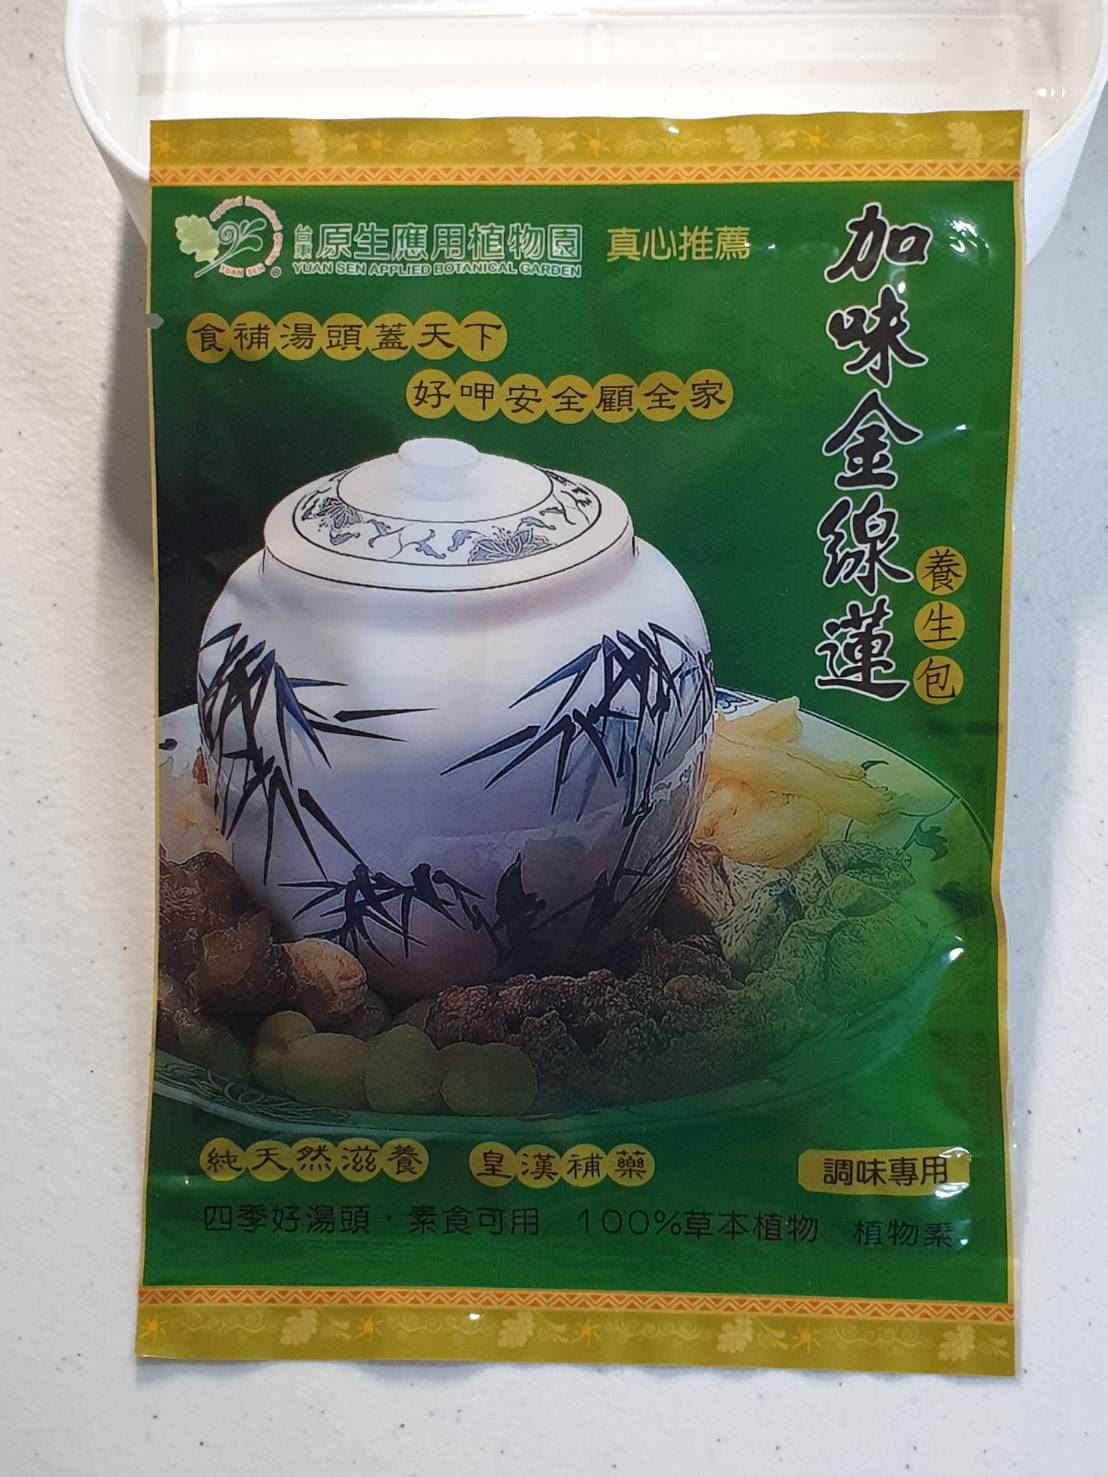 台東原生應用植物園 真心推薦
YUAN SEN APPLIED BOTANICAL GARDEN
YUAN SEN
加味金線蓮
養生包
食補湯頭蓋天下
好呷安全顧全家
純天然滋養 皇漢補藥
調味專用
四季好湯頭，素食可用 100%草本植物 植物素